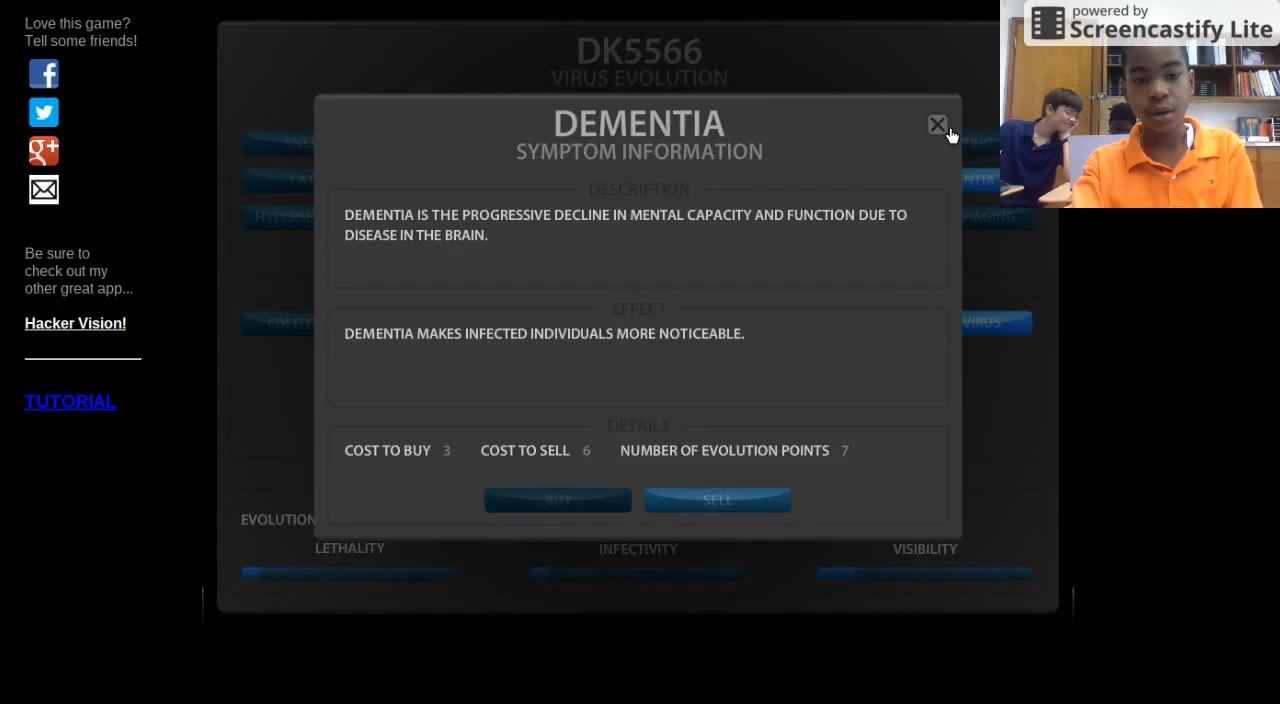 Love this game?
Tell some friends!
f
g+
Be sure to
check out my
other great app...
Hacker Vision!
TUTORIAL
powered by
Screencastify Lite
DK5566
VIRUS EVOLUTION
DEMENTIA
SYMPTOM INFORMATION
DESCRIPTION
DEMENTIA IS THE PROGRESSIVE DECLINE IN MENTAL CAPACITY AND FUNCTION DUE TO
DISEASE IN THE BRAIN.
EFFECT
DEMENTIA MAKES INFECTED INDIVIDUALS MORE NOTICEABLE.
VIRUS
DETAILS
COST TO BUY 3 COST TO SELL 6 NUMBER OF EVOLUTION POINTS 7
BUY SELL
EVOLUTION
LETHALITY INFECTIVITY VISIBILITY